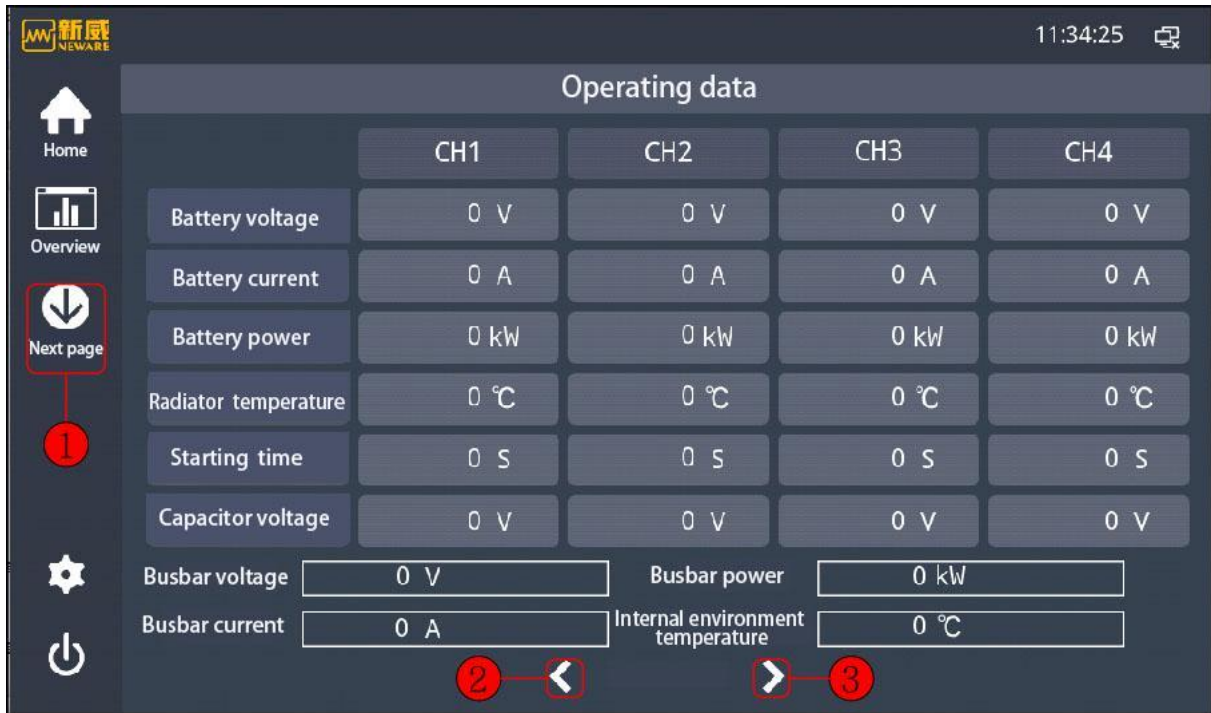 新威
NEWARE
11:34:25
Operating data
Home
CH1 CH2 CH3 CH4
Overview
Battery voltage 0 V 0 V 0 V 0 V
Battery current 0 A 0 A 0 A 0 A
Next page
Battery power 0 kW 0 kW 0 kW 0 kW
Radiator temperature 0 ℃ 0 ℃ 0 ℃ 0 ℃
1
Starting time 0 S 0 S 0 S 0 S
Capacitor voltage 0 V 0 V 0 V 0 V
Busbar voltage 0 V Busbar power 0 kW
Busbar current 0 A Internal environment
temperature 0 ℃
2 < > 3